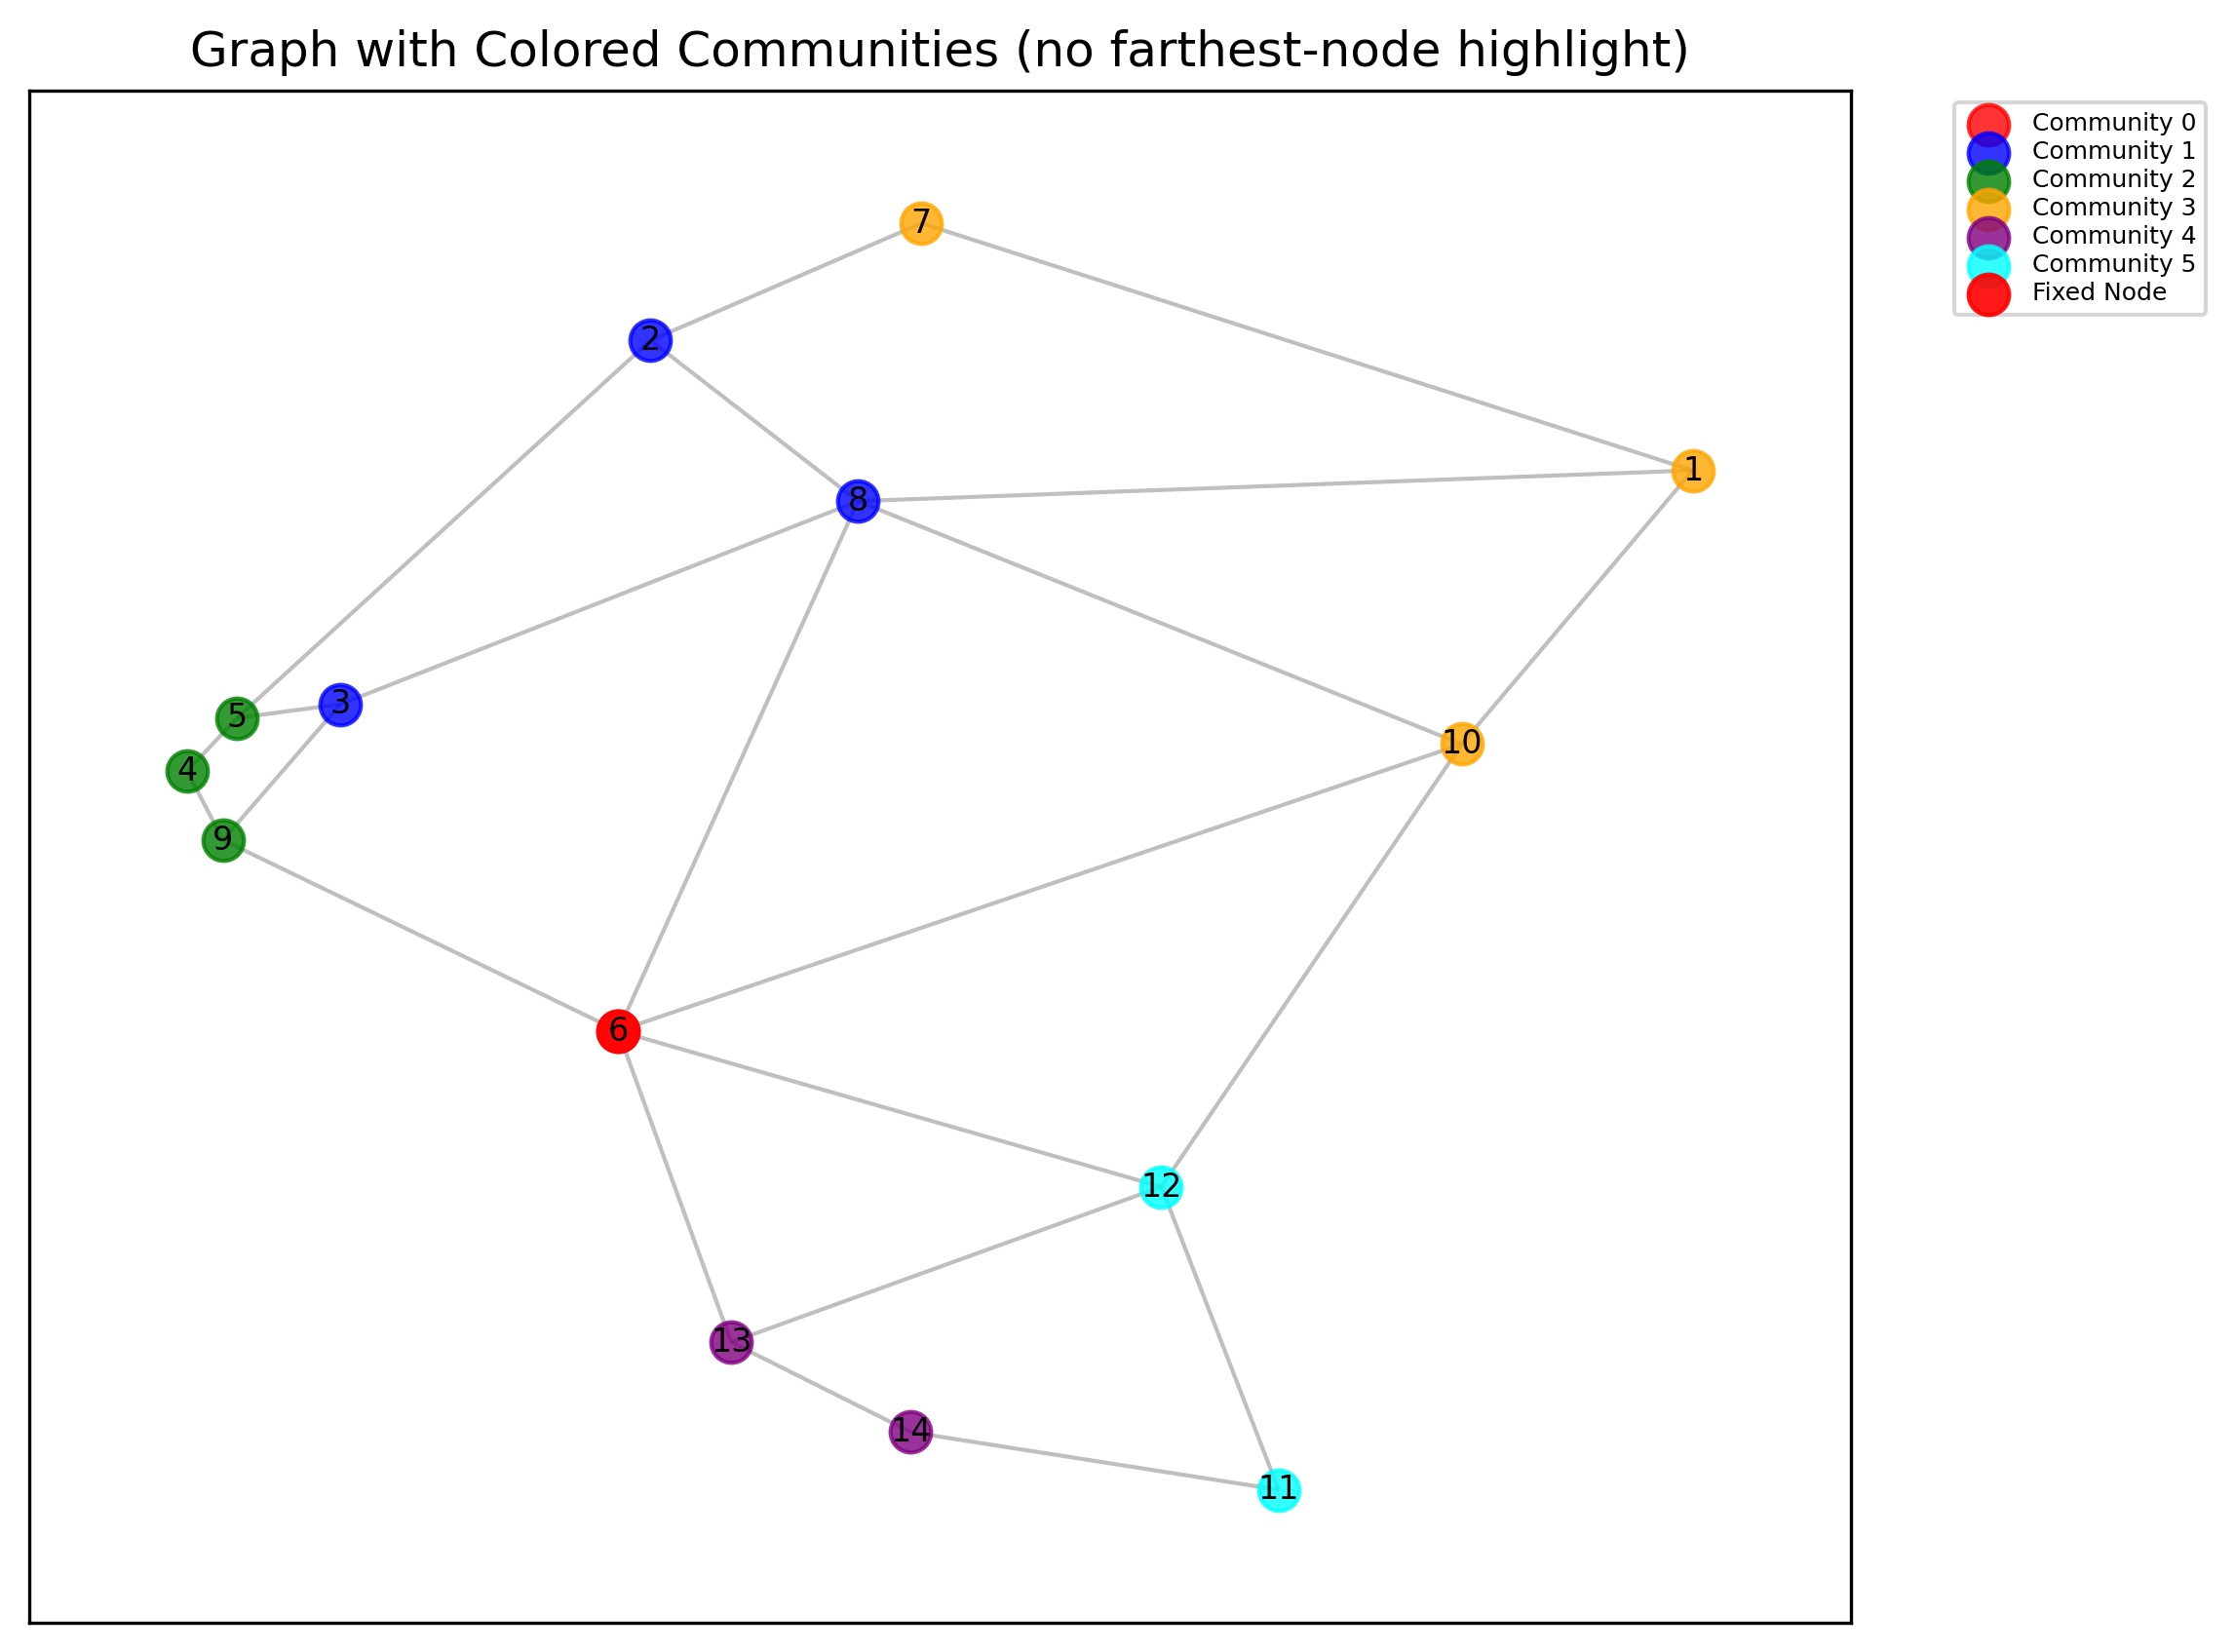 Graph with Colored Communities (no farthest-node highlight)
Community 0
Community 1
Community 2
Community 3
Community 4
Community 5
Fixed Node
7
2
1
8
3
5
10
4
9
6
12
13
14
11